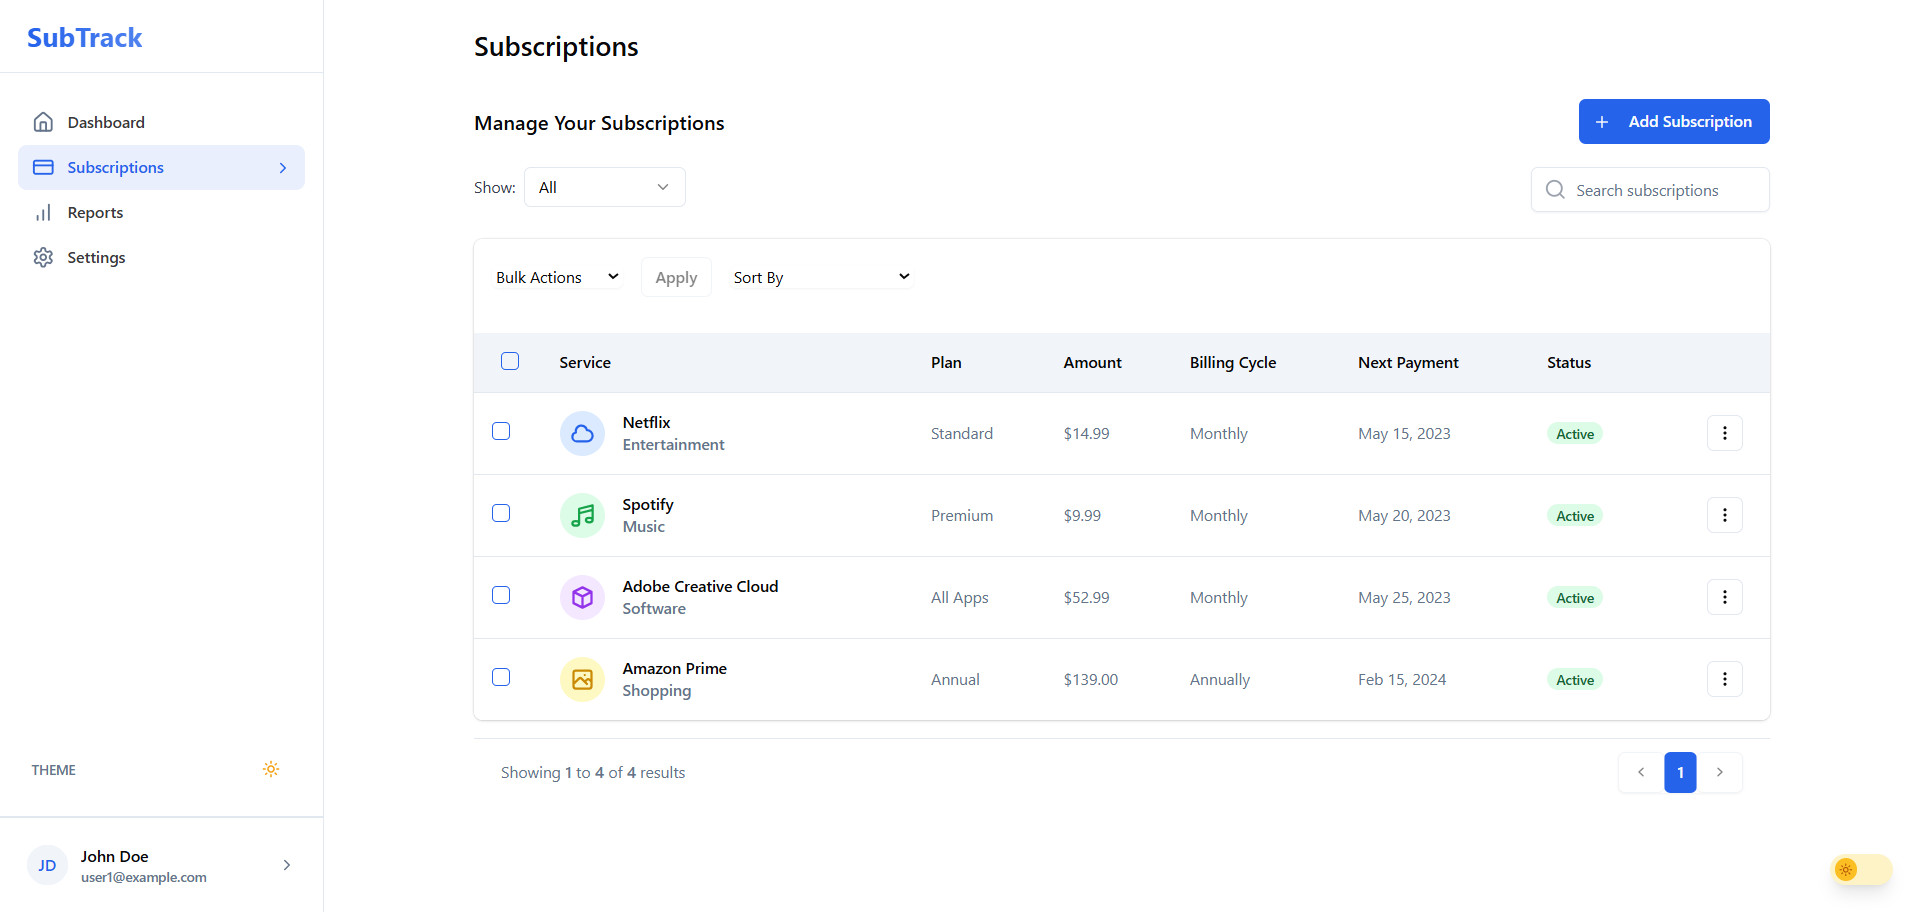 SubTrack
Dashboard
Subscriptions
Reports
Settings
THEME
JD
John Doe
user1@example.com
Subscriptions
Manage Your Subscriptions
Add Subscription
Show: All
Search subscriptions
Bulk Actions Apply Sort By
Service Plan Amount Billing Cycle Next Payment Status
Netflix
Entertainment
Standard $14.99 Monthly May 15, 2023 Active
Spotify
Music
Premium $9.99 Monthly May 20, 2023 Active
Adobe Creative Cloud
Software
All Apps $52.99 Monthly May 25, 2023 Active
Amazon Prime
Shopping
Annual $139.00 Annually Feb 15, 2024 Active
Showing 1 to 4 of 4 results
1